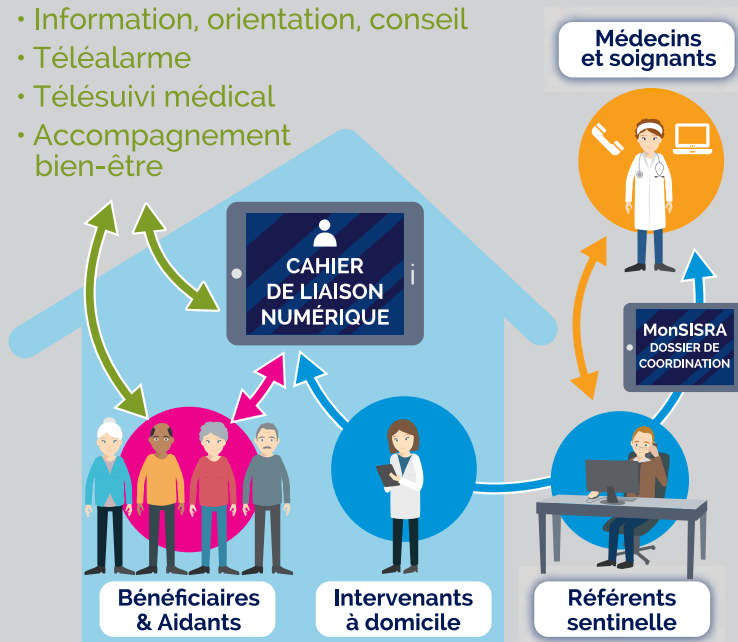 • Information, orientation, conseil
• Téléalarme
• Télésuivi médical
• Accompagnement
bien-être
Médecins
et soignants
CAHIER
DE LIAISON
NUMÉRIQUE
MonSISRA
DOSSIER DE
COORDINATION
Bénéficiaires
& Aidants
Intervenants
à domicile
Référents
sentinelle